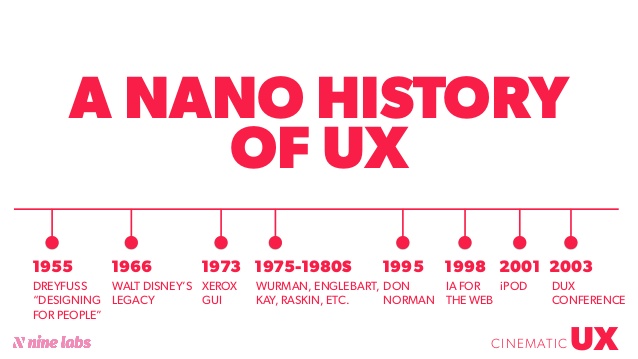 A NANO HISTORY
OF UX
1955
DREYFUSS
“DESIGNING
FOR PEOPLE”
1966
WALT DISNEY’S
LEGACY
1973
XEROX
GUI
1975-1980S
WURMAN, ENGLEBART,
KAY, RASKIN, ETC.
1995
DON
NORMAN
1998
IA FOR
THE WEB
2001
iPOD
2003
DUX
CONFERENCE
nine labs
CINEMATIC UX